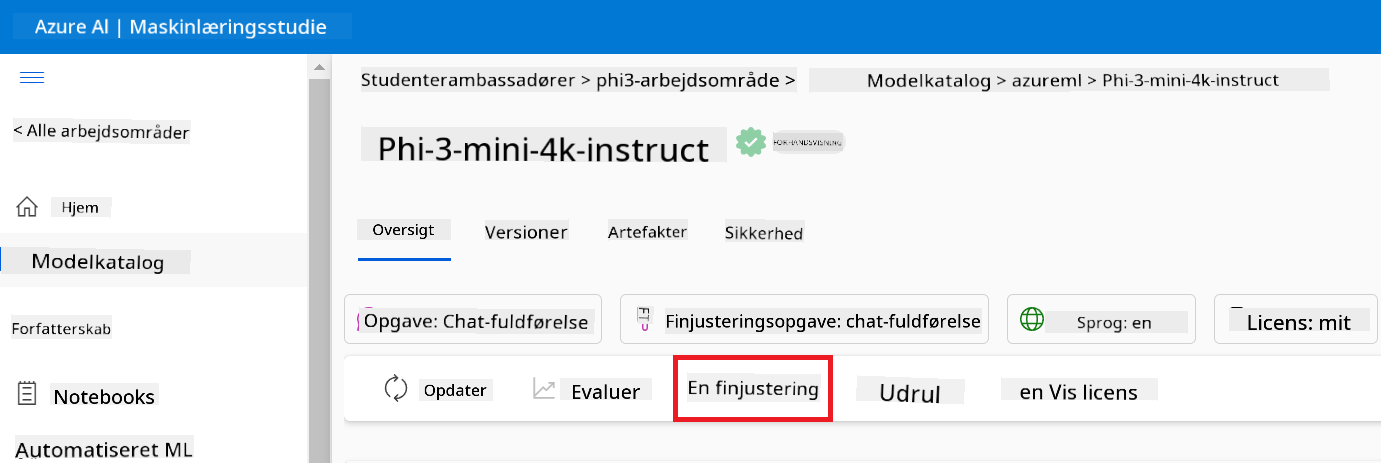 Azure Al | Maskinlæringsstudie
Studenterambassadører > phi3-arbejdsområde > Modelkatalog > azureml > Phi-3-mini-4k-instruct
< Alle arbejdsområder
Phi-3-mini-4k-instruct FORHÅNDSVISNING
Hjem
Oversigt Versioner Artefakter Sikkerhed
Modelkatalog
Opgave: Chat-fuldførelse FT Finjusteringsopgave: chat-fuldførelse Sprog: en Licens: mit
Forfatterskab
Opdater Evaluer En finjustering Udrul en Vis licens
Notebooks
Automatiseret ML